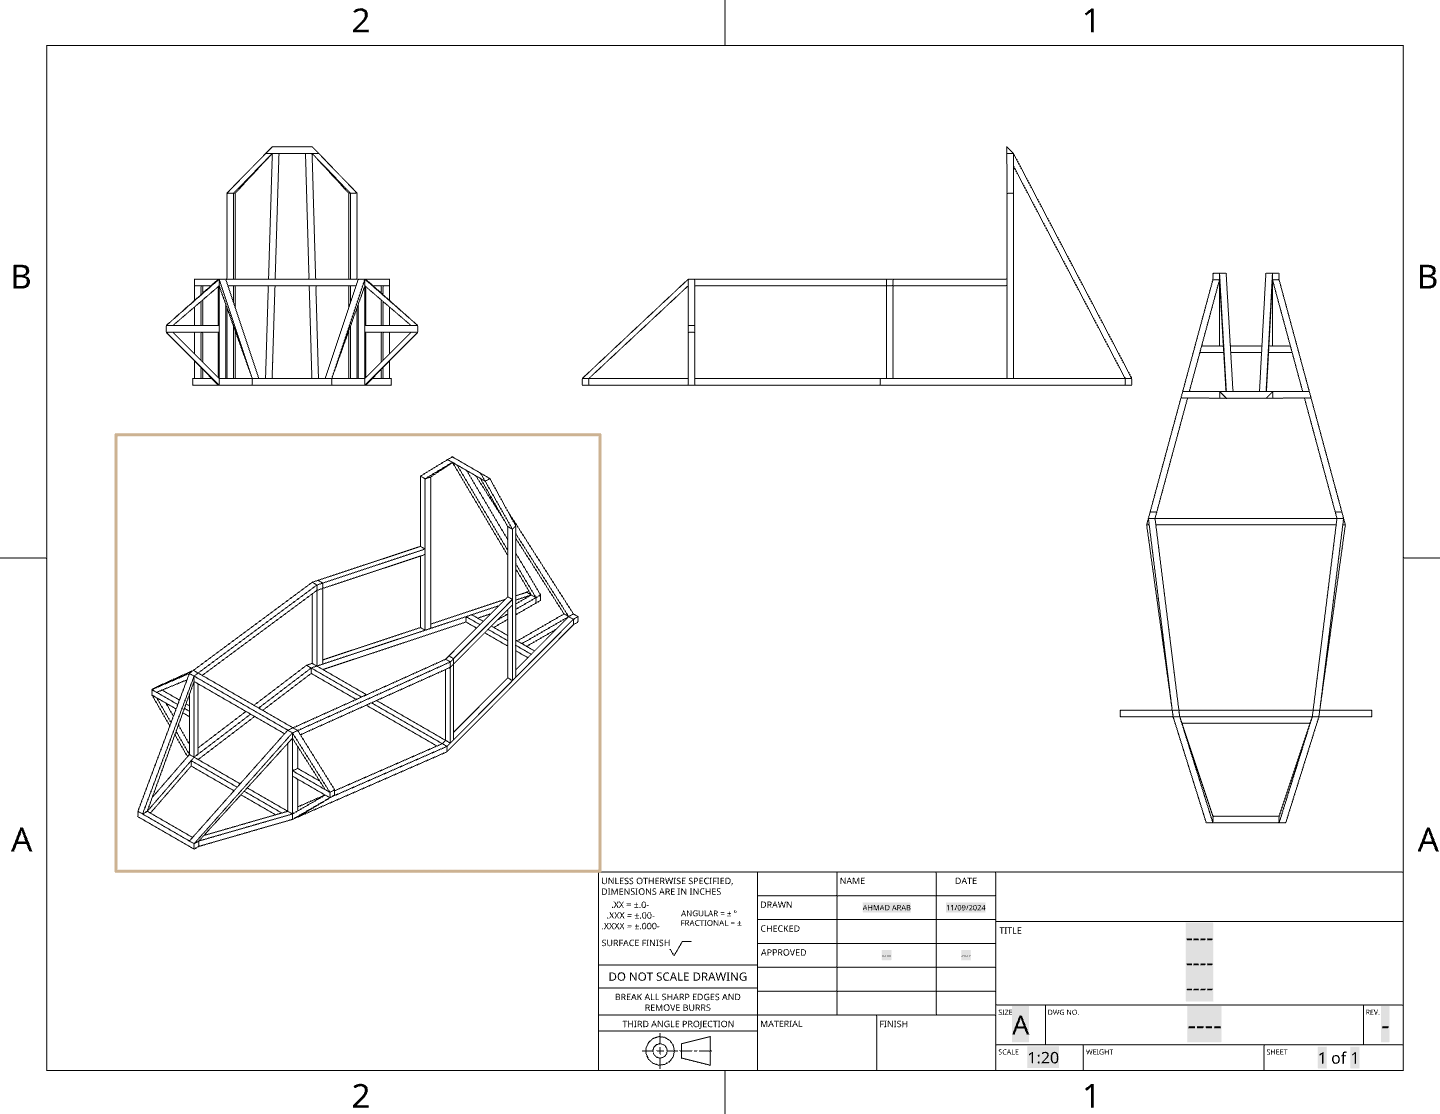 2 1
B B
A A
UNLESS OTHERWISE SPECIFIED,
DIMENSIONS ARE IN INCHES
.XX = ±.0-
.XXX = ±.00-
.XXXX = ±.000-
ANGULAR = ± °
FRACTIONAL = ±
SURFACE FINISH
DO NOT SCALE DRAWING
BREAK ALL SHARP EDGES AND
REMOVE BURRS
THIRD ANGLE PROJECTION
NAME DATE
DRAWN AHMAD ARAB 11/09/2024
CHECKED
APPROVED ---- ----
MATERIAL FINISH
TITLE
----
----
----
SIZE A DWG NO. ---- REV. -
SCALE 1:20 WEIGHT SHEET 1 of 1
2 1